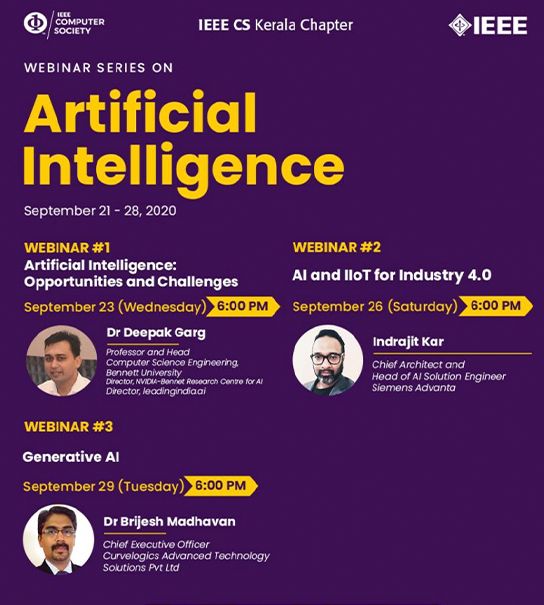 IEEE
COMPUTER
SOCIETY
IEEE CS Kerala Chapter
IEEE
WEBINAR SERIES ON
Artificial
Intelligence
September 21 - 28, 2020
WEBINAR #1
Artificial Intelligence:
Opportunities and Challenges
September 23 (Wednesday) 6:00 PM
Dr Deepak Garg
Professor and Head
Computer Science Engineering,
Bennett University
Director, NVIDIA-Bennet Research Centre for AI
Director, leadingindia.ai
WEBINAR #2
AI and IIoT for Industry 4.0
September 26 (Saturday) 6:00 PM
Indrajit Kar
Chief Architect and
Head of AI Solution Engineer
Siemens Advanta
WEBINAR #3
Generative AI
September 29 (Tuesday) 6:00 PM
Dr Brijesh Madhavan
Chief Executive Officer
Curvelogics Advanced Technology
Solutions Pvt Ltd